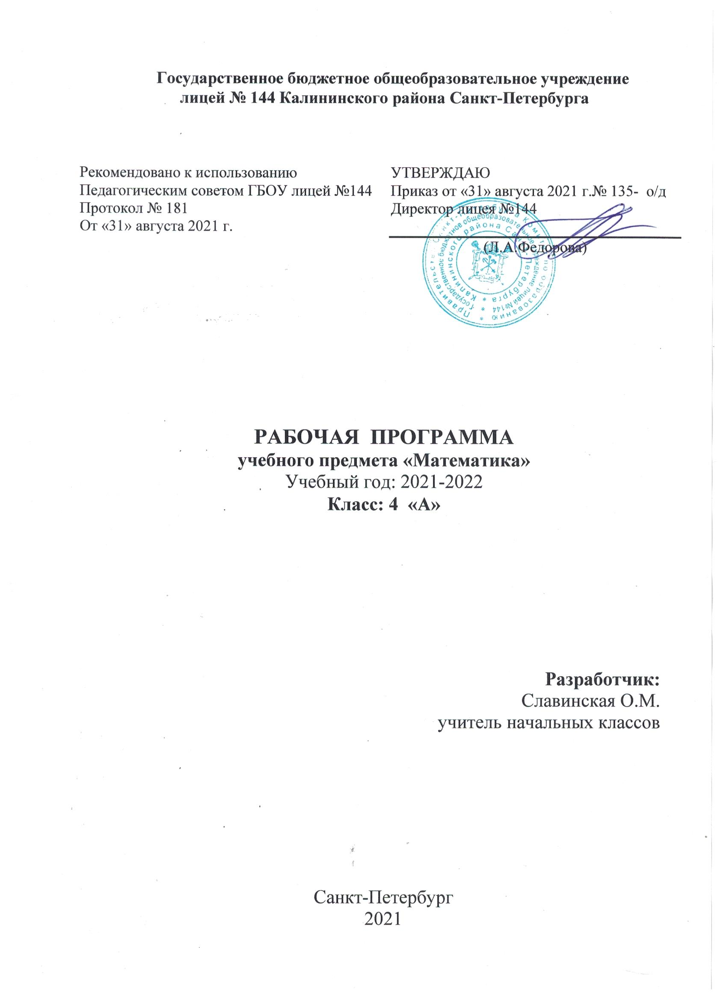 Государственное бюджетное общеобразовательное учреждение
лицей № 144 Калининского района Санкт-Петербурга
Рекомендовано к использованию
Педагогическим советом ГБОУ лицей №144
Протокол № 181
От «31» августа 2021 г.
УТВЕРЖДАЮ
Приказ от «31» августа 2021 г.№ 135-  о/д
Директор лицея №144
(Л.А.Федорова)
Правительство Санкт-Петербурга Комитет по образованию *
Государственное бюджетное общеобразовательное учреждение лицей №144 *
Калининского района Санкт-Петербурга *
РАБОЧАЯ  ПРОГРАММА
учебного предмета «Математика»
Учебный год: 2021-2022
Класс: 4  «А»
Разработчик:
Славинская О.М.
учитель начальных классов
Санкт-Петербург
2021